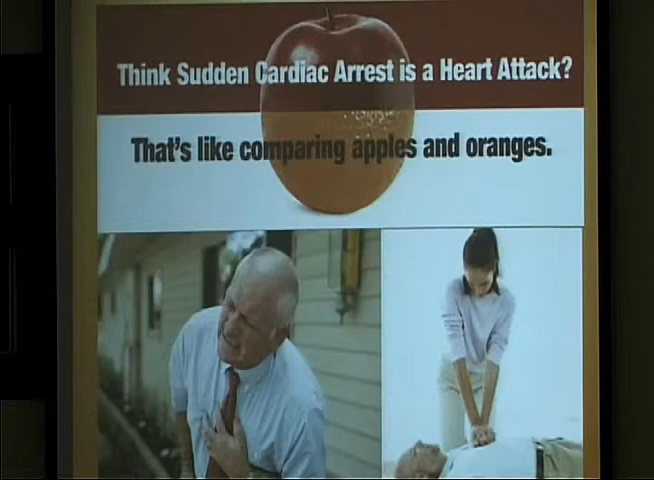 Think Sudden Cardiac Arrest is a Heart Attack?
That's like comparing apples and oranges.